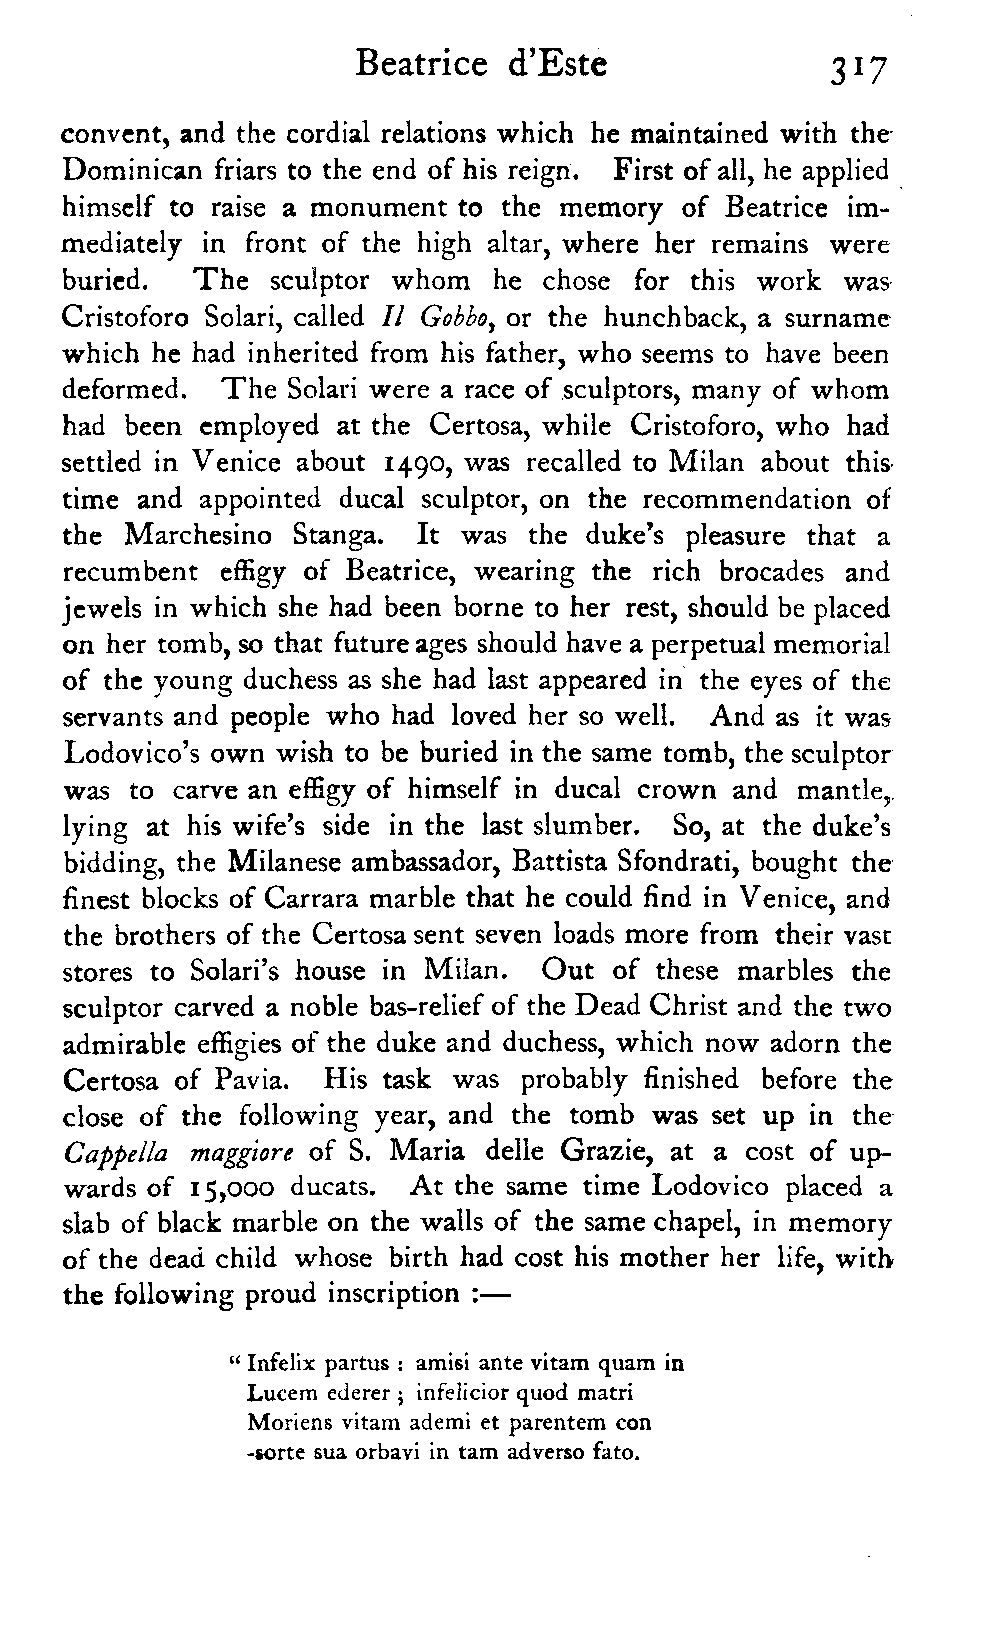 Beatrice d'Este 317
convent, and the cordial relations which he maintained with the
Dominican friars to the end of his reign. First of all, he applied
himself to raise a monument to the memory of Beatrice im-
mediately in front of the high altar, where her remains were
buried. The sculptor whom he chose for this work was
Cristoforo Solari, called Il Gobbo, or the hunchback, a surname
which he had inherited from his father, who seems to have been
deformed. The Solari were a race of sculptors, many of whom
had been employed at the Certosa, while Cristoforo, who had
settled in Venice about 1490, was recalled to Milan about this
time and appointed ducal sculptor, on the recommendation of
the Marchesino Stanga. It was the duke's pleasure that a
recumbent effigy of Beatrice, wearing the rich brocades and
jewels in which she had been borne to her rest, should be placed
on her tomb, so that future ages should have a perpetual memorial
of the young duchess as she had last appeared in the eyes of the
servants and people who had loved her so well. And as it was
Lodovico's own wish to be buried in the same tomb, the sculptor
was to carve an effigy of himself in ducal crown and mantle,
lying at his wife's side in the last slumber. So, at the duke's
bidding, the Milanese ambassador, Battista Sfondrati, bought the
finest blocks of Carrara marble that he could find in Venice, and
the brothers of the Certosa sent seven loads more from their vast
stores to Solari's house in Milan. Out of these marbles the
sculptor carved a noble bas-relief of the Dead Christ and the two
admirable effigies of the duke and duchess, which now adorn the
Certosa of Pavia. His task was probably finished before the
close of the following year, and the tomb was set up in the
Cappella maggiore of S. Maria delle Grazie, at a cost of up-
wards of 15,000 ducats. At the same time Lodovico placed a
slab of black marble on the walls of the same chapel, in memory
of the dead child whose birth had cost his mother her life, with
the following proud inscription :—
“ Infelix partus : amisi ante vitam quam in
Lucem ederer ; infelicior quod matri
Moriens vitam ademi et parentem con
-sorte sua orbavi in tam adverso fato.